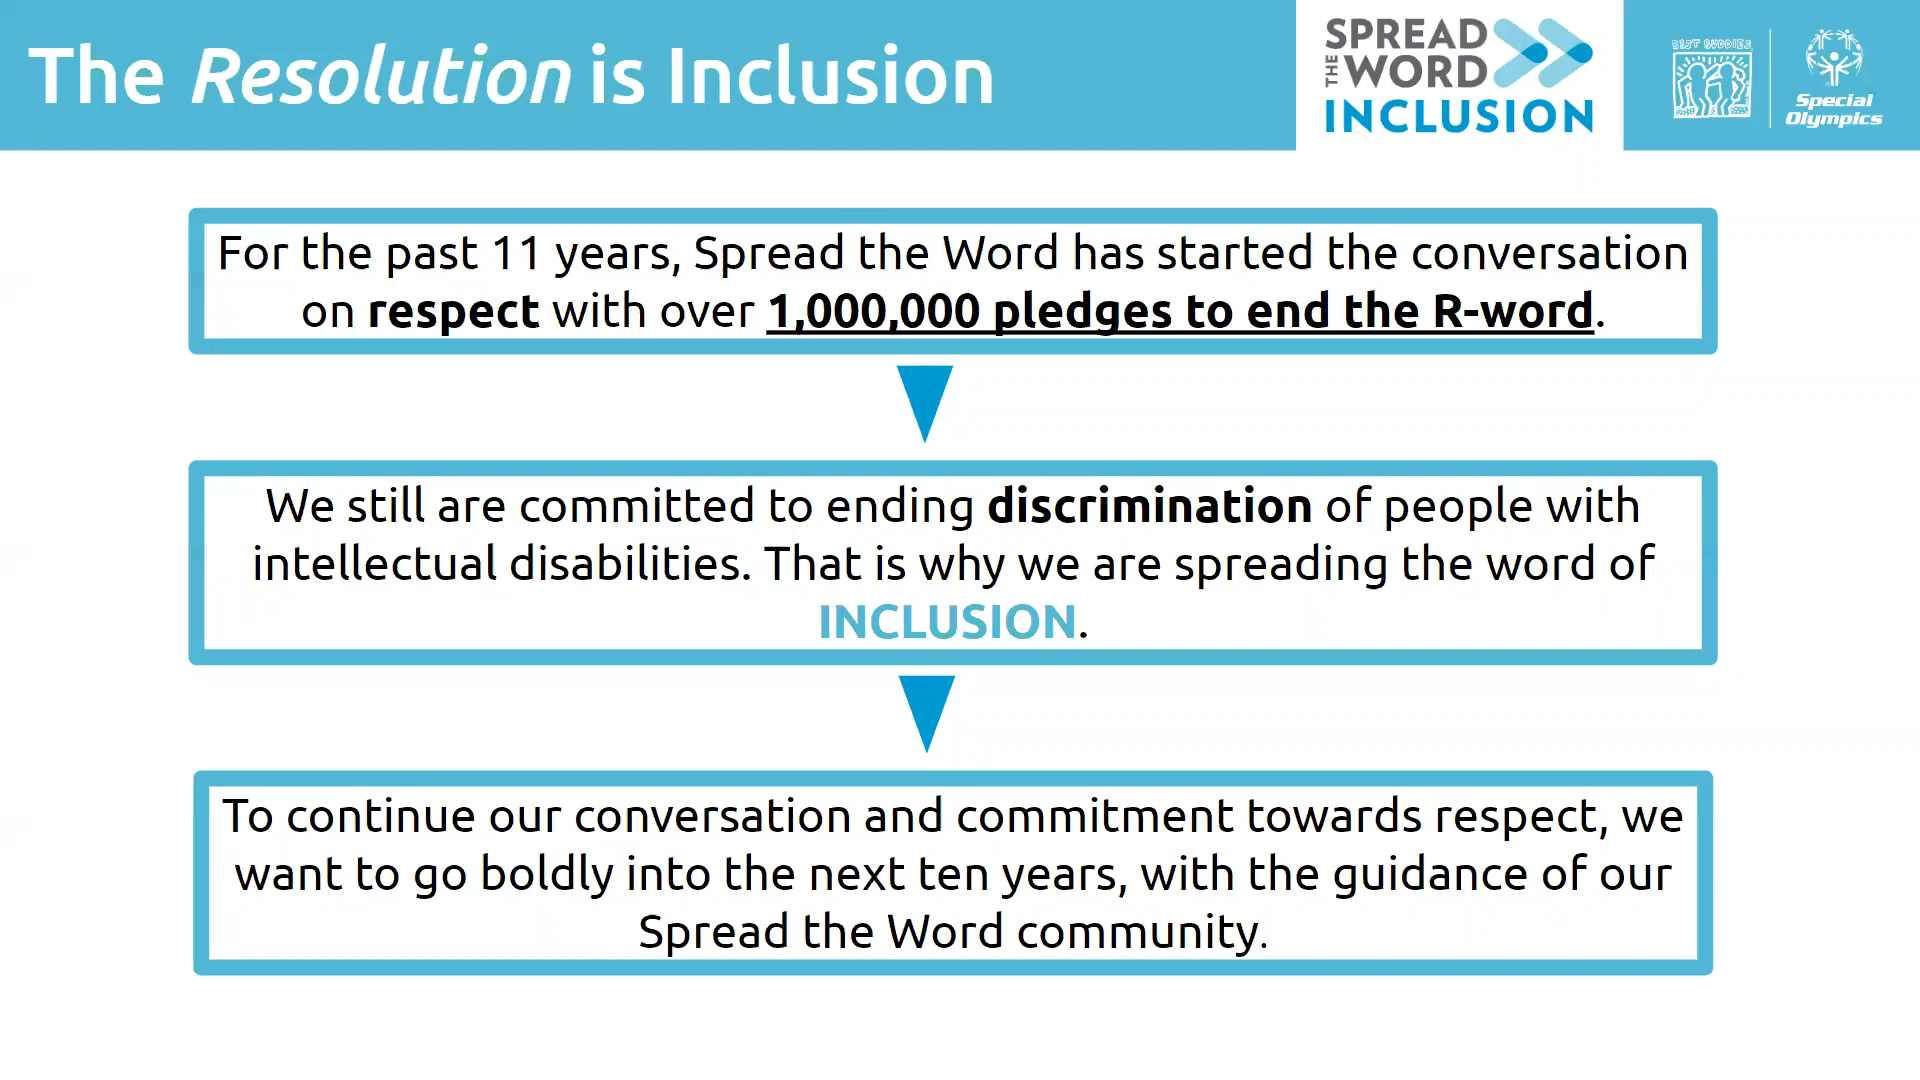 The Resolution is Inclusion
SPREAD
THE WORD
INCLUSION
BEST BUDDIES
Special
Olympics
For the past 11 years, Spread the Word has started the conversation
on respect with over 1,000,000 pledges to end the R-word.
We still are committed to ending discrimination of people with
intellectual disabilities. That is why we are spreading the word of
INCLUSION.
To continue our conversation and commitment towards respect, we
want to go boldly into the next ten years, with the guidance of our
Spread the Word community.